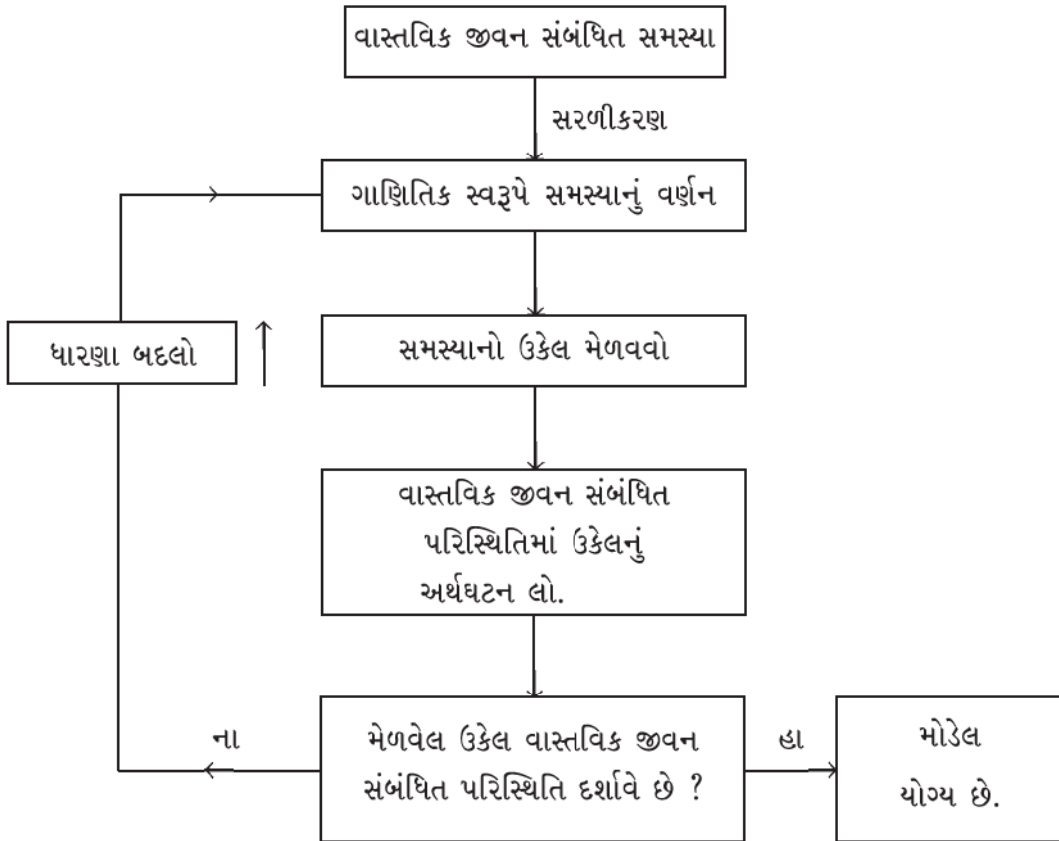 વાસ્તવિક જીવન સંબંધિત સમસ્યા
સરળીકરણ
ગાણિતિક સ્વરૂપે સમસ્યાનું વર્ણન
ધારણા બદલો
સમસ્યાનો ઉકેલ મેળવવો
વાસ્તવિક જીવન સંબંધિત
પરિસ્થિતિમાં ઉકેલનું
અર્થઘટન લો.
ના
મેળવેલ ઉકેલ વાસ્તવિક જીવન
સંબંધિત પરિસ્થિતિ દર્શાવે છે ?
હા
મોડેલ
યોગ્ય છે.